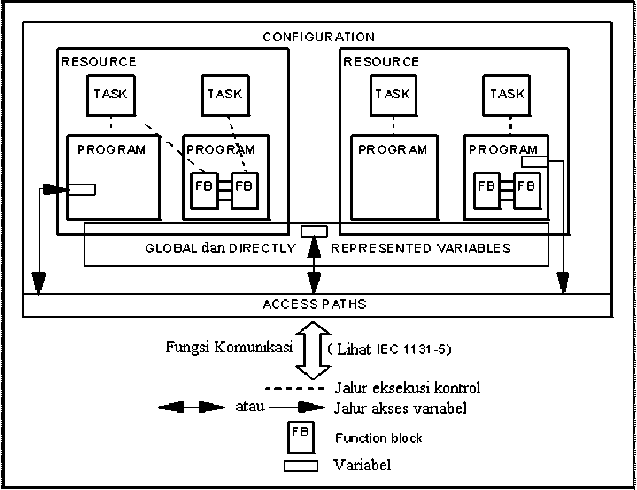 CONFIGURATION
RESOURCE
RESOURCE
TASK
TASK
TASK
TASK
PROGRAM
PROGRAM
PROGRAM
PROGRAM
FB
FB
FB
FB
GLOBAL dan DIRECTLY
REPRESENTED VARIABLES
ACCESS PATHS
Fungsi Komunikasi
( Lihat IEC 1131-5)
Jalur eksekusi kontrol
atau
Jalur akses variabel
FB
Function block
Variabel